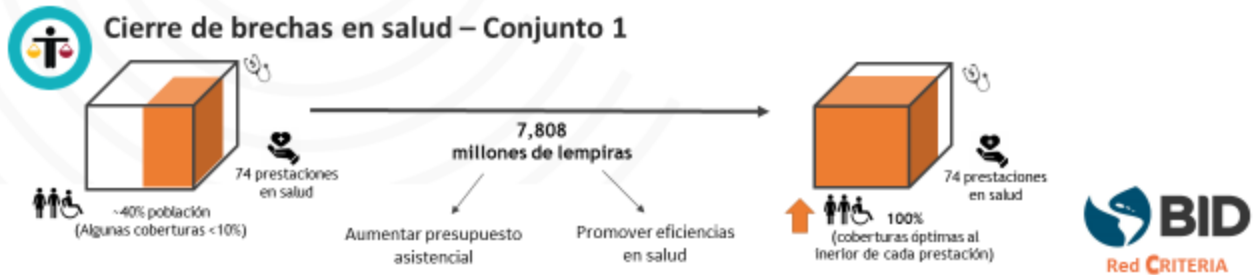 Cierre de brechas en salud – Conjunto 1
74 prestaciones
en salud
~40% población
(Algunas coberturas <10%)
7,808
millones de lempiras
Aumentar presupuesto
asistencial
Promover eficiencias
en salud
74 prestaciones
en salud
100%
(coberturas óptimas al
inerior de cada prestación)
BID
Red CRITERIA